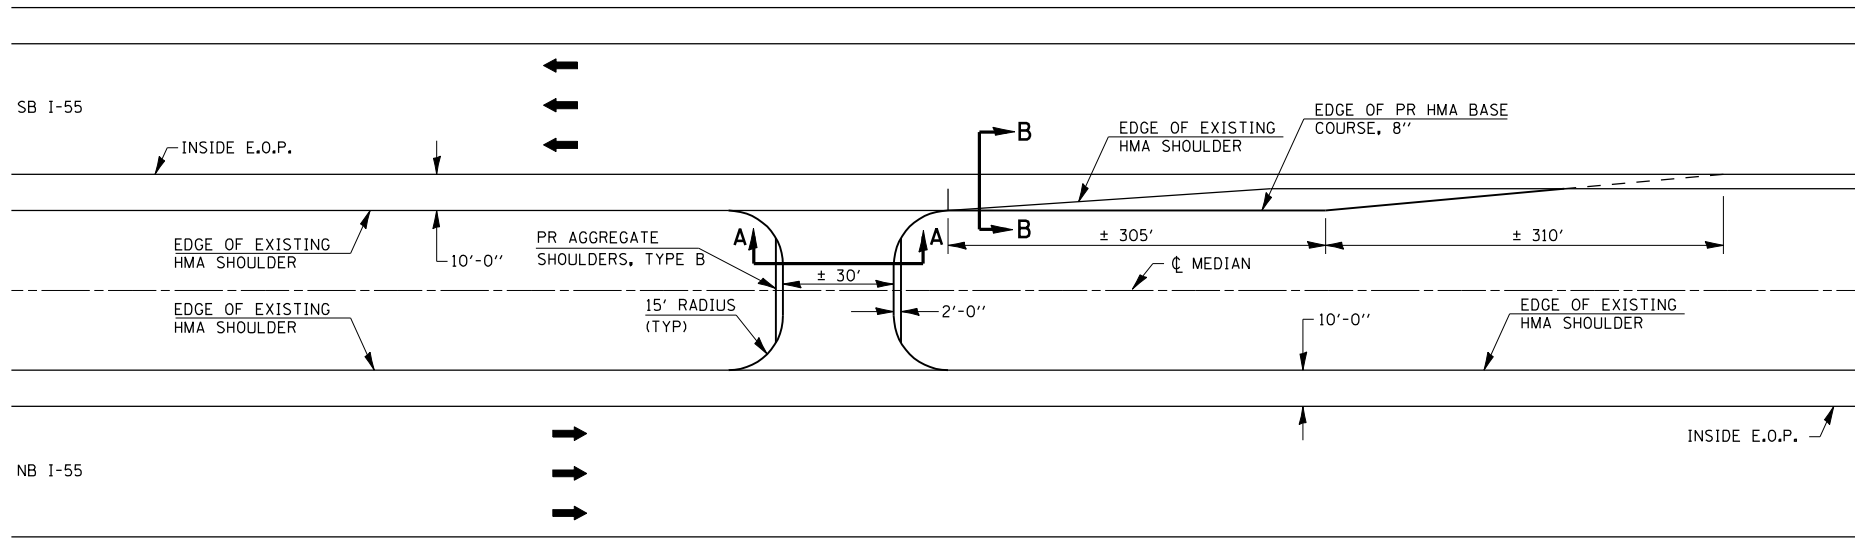 SB I-55
INSIDE E.O.P.
EDGE OF EXISTING
HMA SHOULDER
10'-0''
PR AGGREGATE
SHOULDERS, TYPE B
A
A
± 30'
15' RADIUS
(TYP)
2'-0''
B
B
EDGE OF EXISTING
HMA SHOULDER
EDGE OF PR HMA BASE
COURSE, 8''
± 305'
± 310'
℄ MEDIAN
EDGE OF EXISTING
HMA SHOULDER
10'-0''
EDGE OF EXISTING
HMA SHOULDER
INSIDE E.O.P.
NB I-55